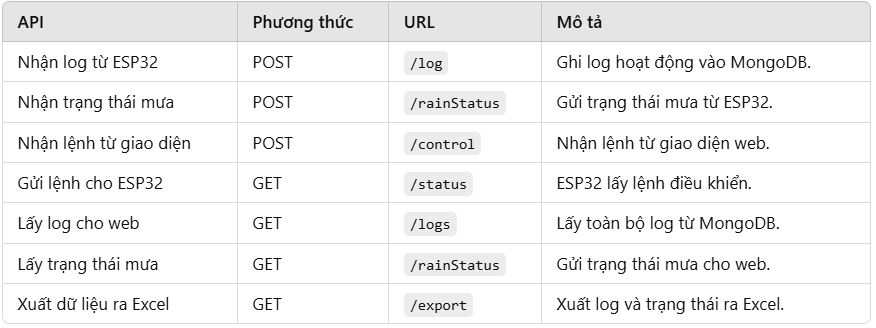 API Phương thức URL Mô tả
Nhận log từ ESP32 POST /log Ghi log hoạt động vào MongoDB.
Nhận trạng thái mưa POST /rainStatus Gửi trạng thái mưa từ ESP32.
Nhận lệnh từ giao diện POST /control Nhận lệnh từ giao diện web.
Gửi lệnh cho ESP32 GET /status ESP32 lấy lệnh điều khiển.
Lấy log cho web GET /logs Lấy toàn bộ log từ MongoDB.
Lấy trạng thái mưa GET /rainStatus Gửi trạng thái mưa cho web.
Xuất dữ liệu ra Excel GET /export Xuất log và trạng thái ra Excel.